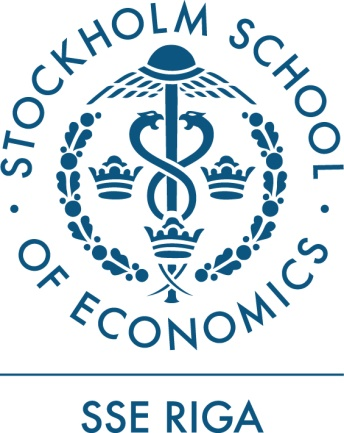 STOCKHOLM SCHOOL
· OF ECONOMICS ·
SSE RIGA